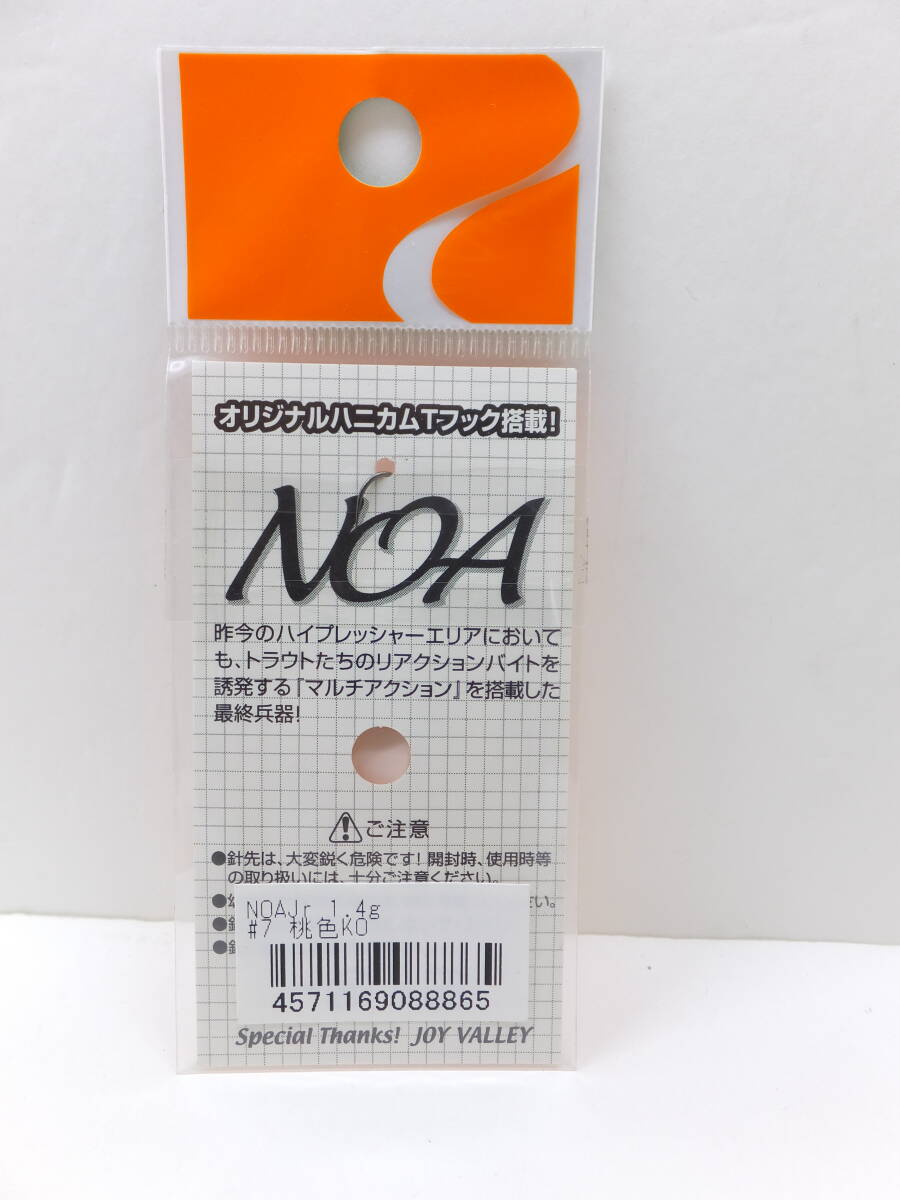 オリジナルハニカムTフック搭載!
NOA
昨今のハイプレッシャーエリアにおいて
も、トラウトたちのリアクションバイトを
誘発する『マルチアクション』を搭載した
最終兵器!
ご注意
●針先は、大変鋭く危険です! 開封時、使用時等
の取り扱いには、十分ご注意ください。
●幼 さい。
●
●
NOAJr 1.4g
#7 桃色KO
4571169088865
Special Thanks! JOY VALLEY